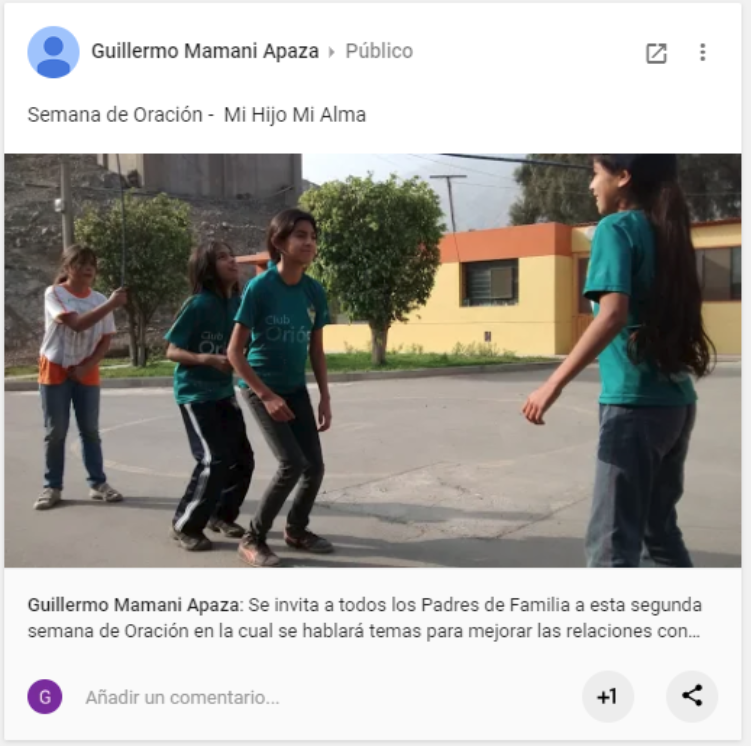 Guillermo Mamani Apaza Público
Semana de Oración - Mi Hijo Mi Alma
Club
Club
Orió
Guillermo Mamani Apaza: Se invita a todos los Padres de Familia a esta segunda
semana de Oración en la cual se hablará temas para mejorar las relaciones con...
G Añadir un comentario... +1